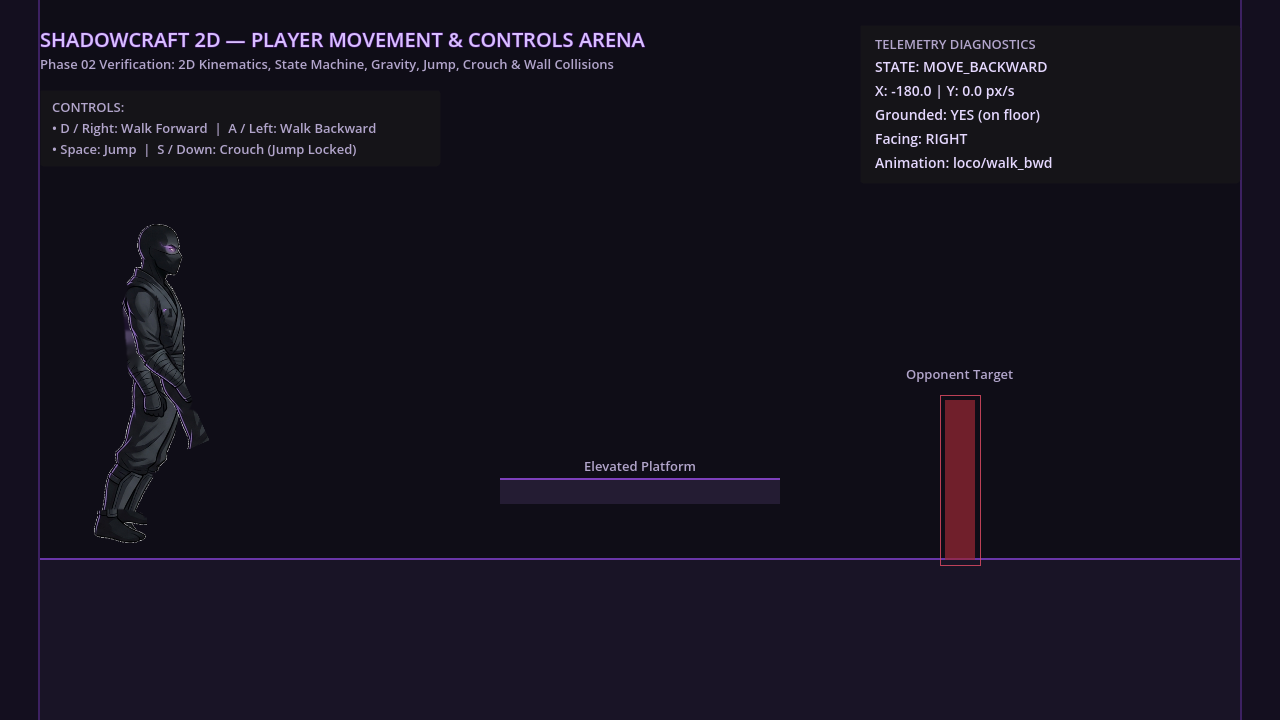 SHADOWCRAFT 2D — PLAYER MOVEMENT & CONTROLS ARENA
Phase 02 Verification: 2D Kinematics, State Machine, Gravity, Jump, Crouch & Wall Collisions
CONTROLS:
• D / Right: Walk Forward | A / Left: Walk Backward
• Space: Jump | S / Down: Crouch (Jump Locked)
TELEMETRY DIAGNOSTICS
STATE: MOVE_BACKWARD
X: -180.0 | Y: 0.0 px/s
Grounded: YES (on floor)
Facing: RIGHT
Animation: loco/walk_bwd
Opponent Target
Elevated Platform